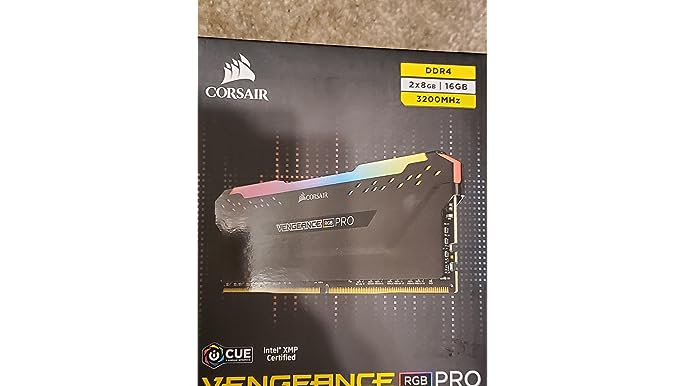 CORSAIR
DDR4
2x8GB | 16GB
3200MHz
CORSAIR
VENGEANCE RGB PRO
CUE
Intel® XMP
Certified
VENGEANCE RGB PRO